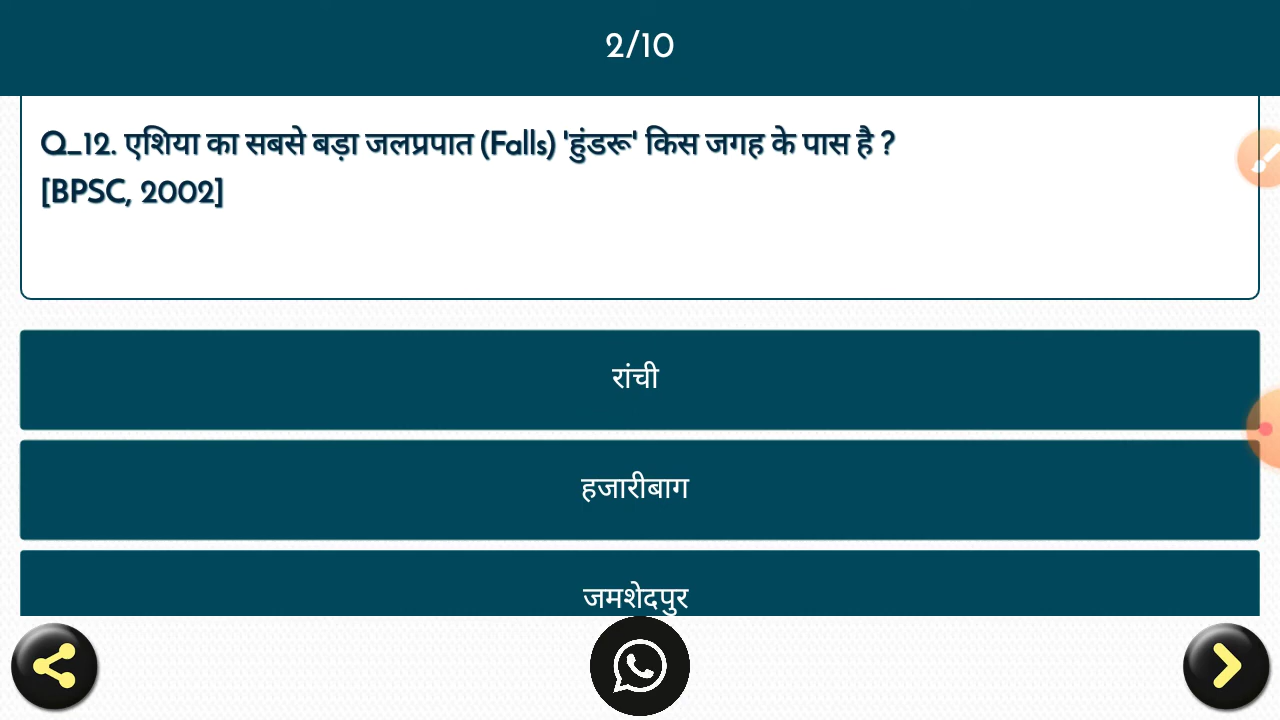 2/10
Q_12. एशिया का सबसे बड़ा जलप्रपात (Falls) 'हुंडरू' किस जगह के पास है ?
[BPSC, 2002]
रांची
हजारीबाग
जमशेदपुर